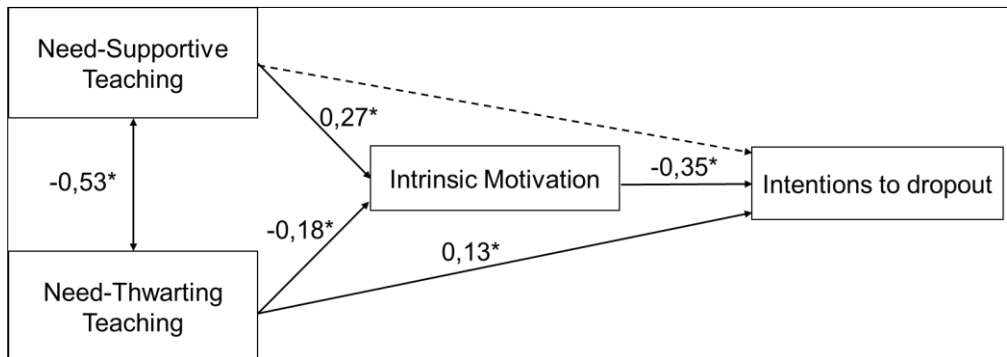 Need-Supportive
Teaching
0,27*
-0,53*
Intrinsic Motivation
-0,35*
Intentions to dropout
-0,18*
0,13*
Need-Thwarting
Teaching